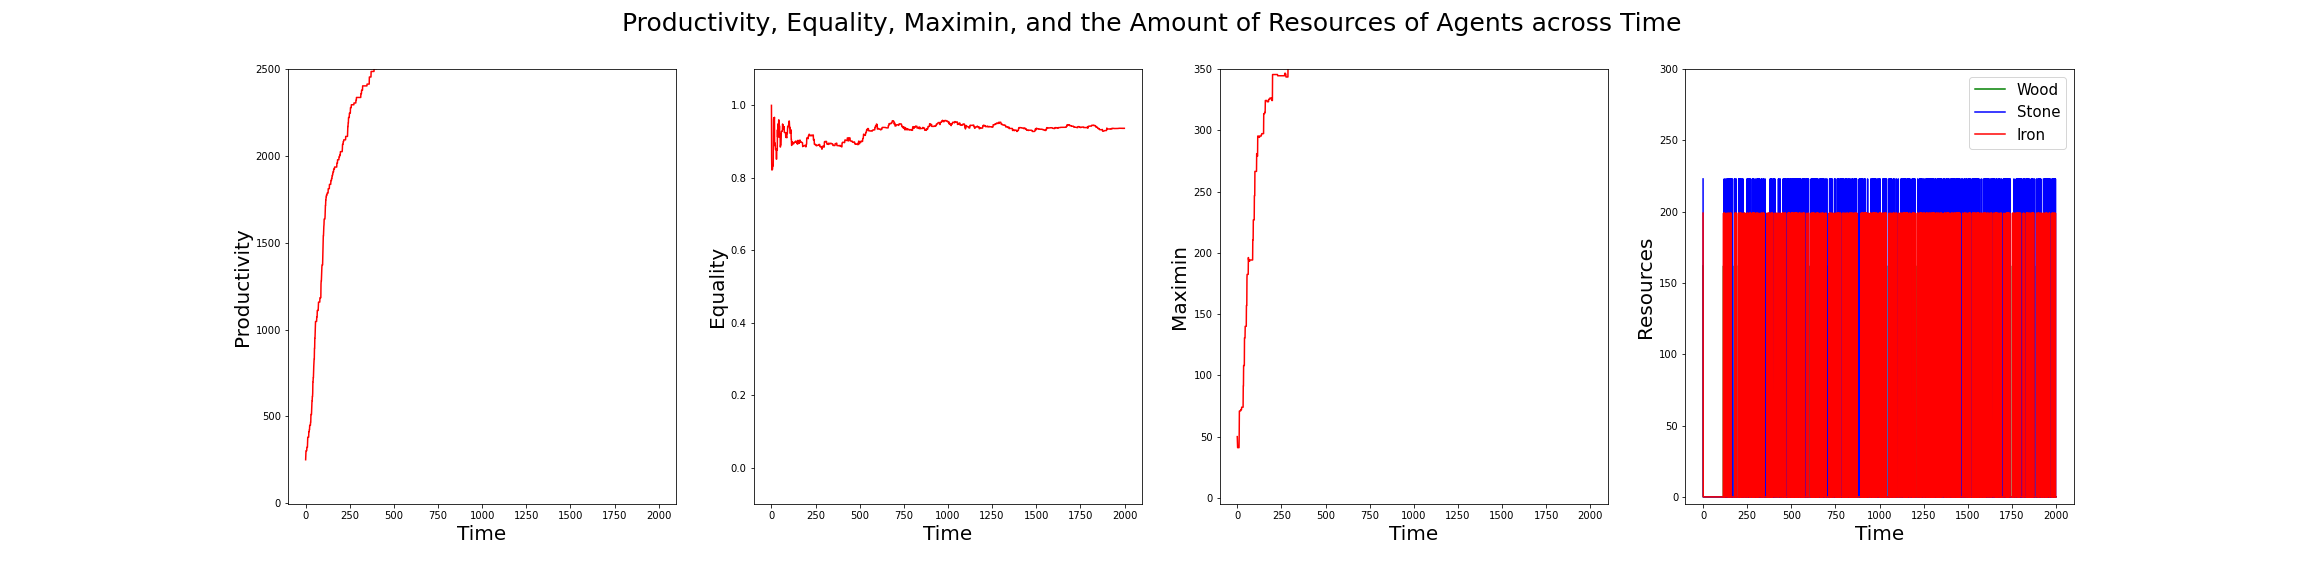 Productivity, Equality, Maximin, and the Amount of Resources of Agents across Time
Productivity
2500
2000
1500
1000
500
0
0 250 500 750 1000 1250 1500 1750 2000
Time
Equality
1.0
0.8
0.6
0.4
0.2
0.0
0 250 500 750 1000 1250 1500 1750 2000
Time
Maximin
350
300
250
200
150
100
50
0
0 250 500 750 1000 1250 1500 1750 2000
Time
Resources
300
250
200
150
100
50
0
Wood
Stone
Iron
0 250 500 750 1000 1250 1500 1750 2000
Time